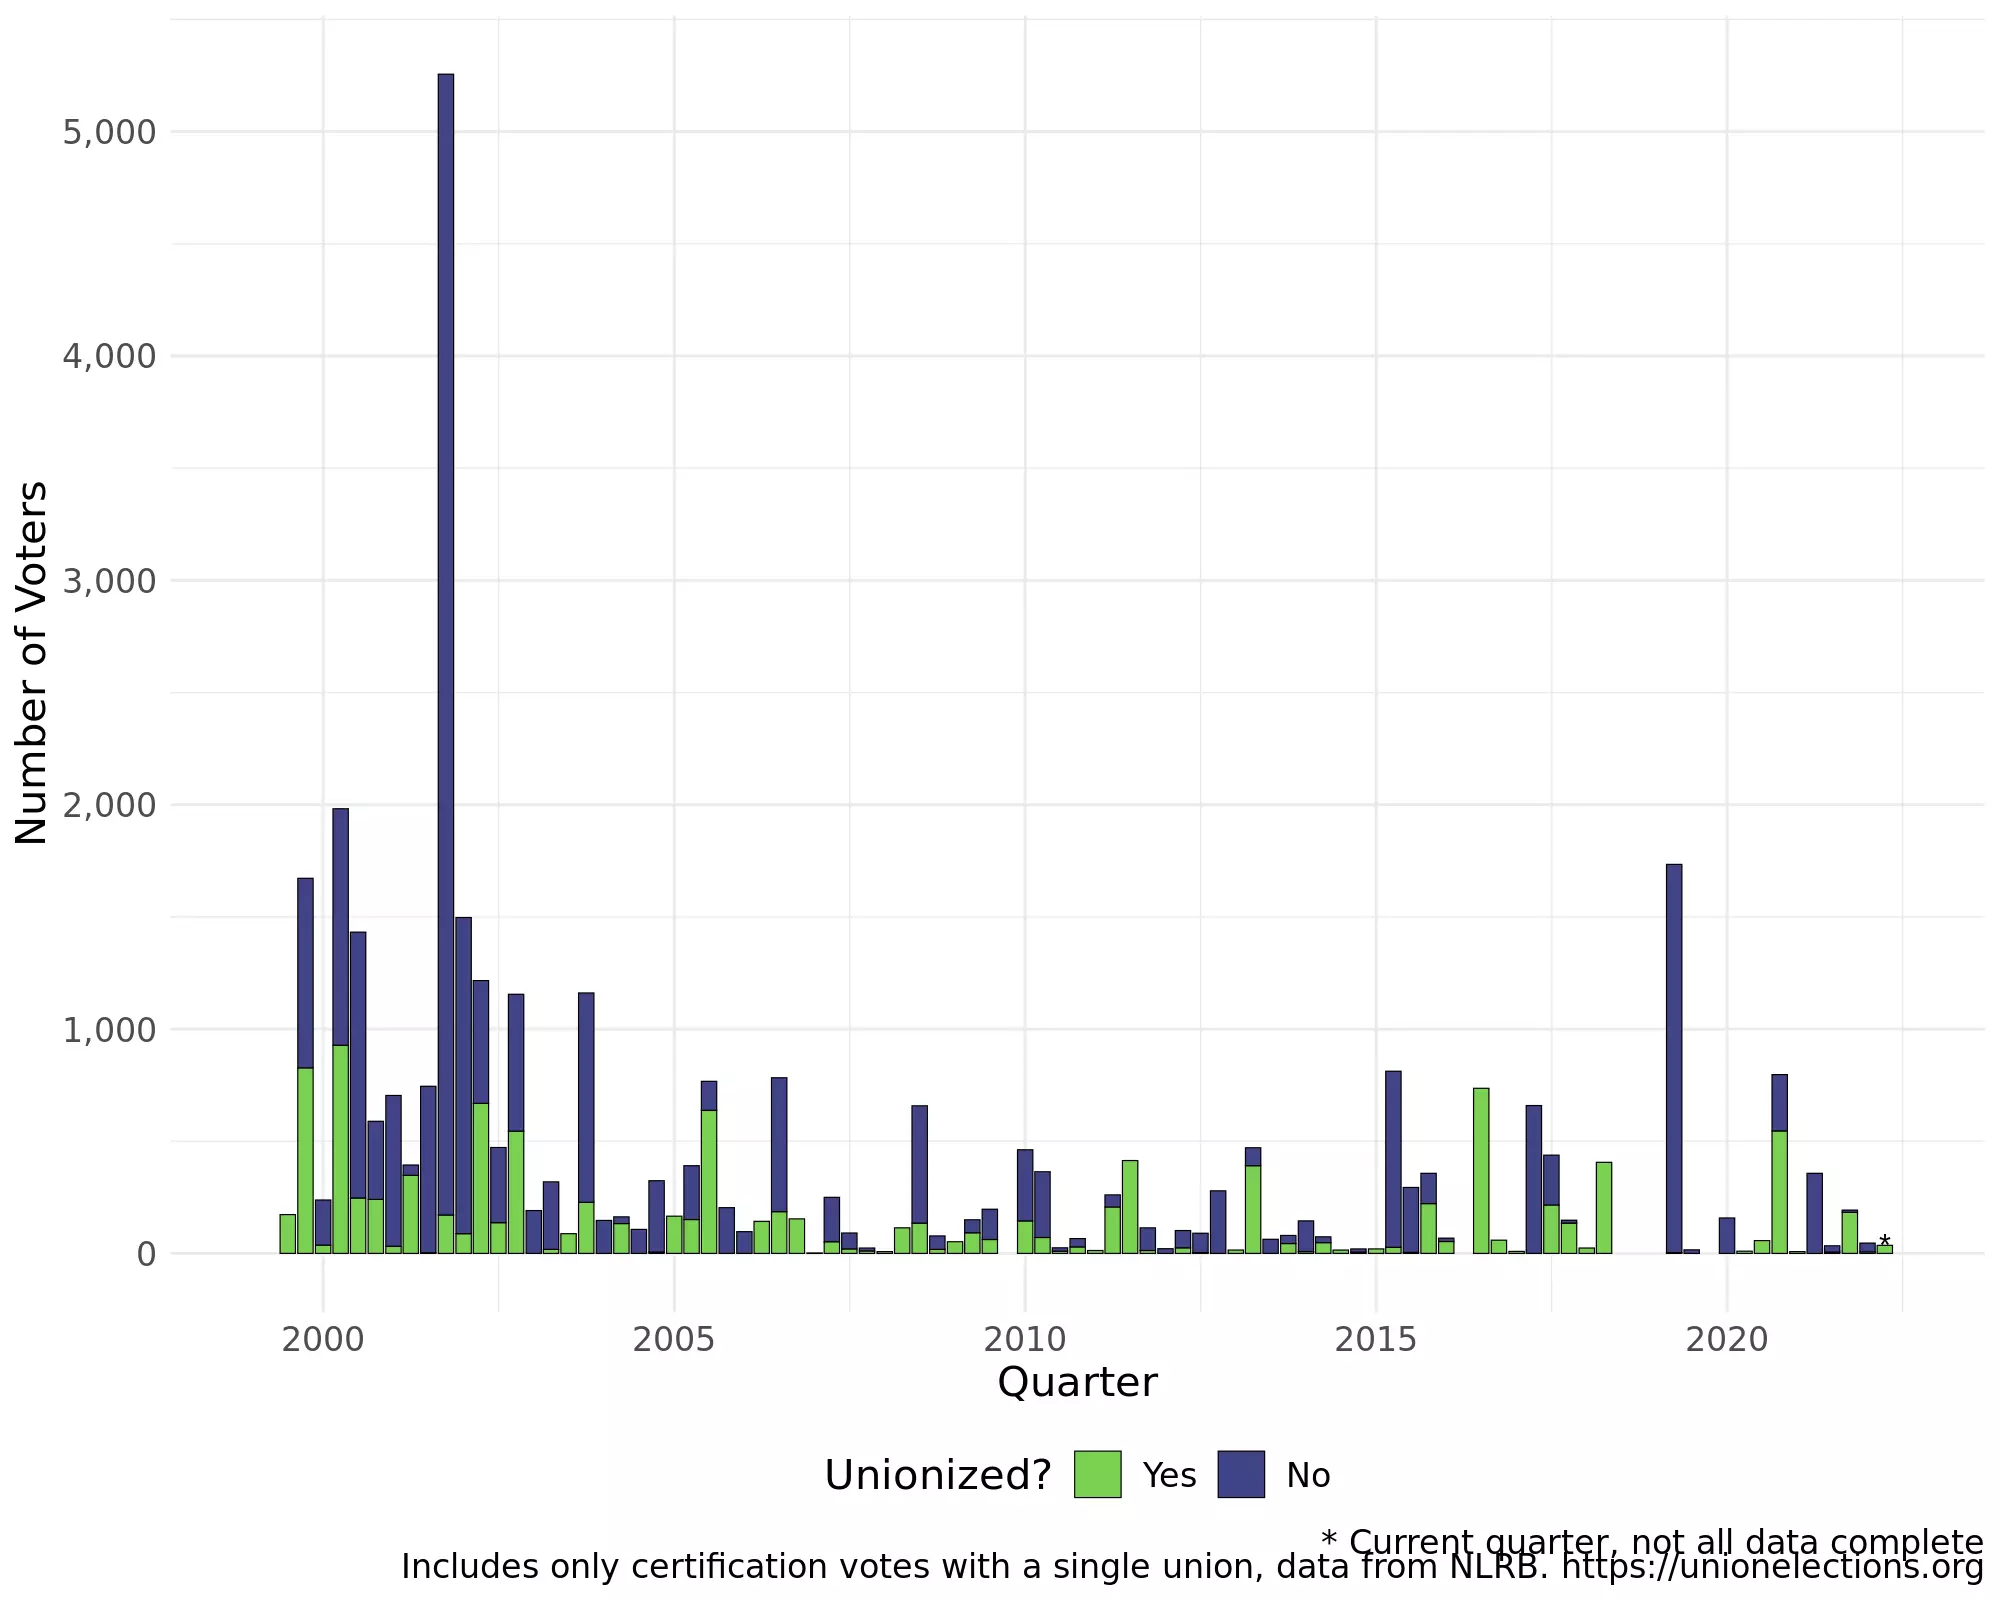 5,000
4,000
3,000
2,000
1,000
0
Number of Voters
*
2000 2005 2010 2015 2020
Quarter
Unionized? Yes No
* Current quarter, not all data complete
Includes only certification votes with a single union, data from NLRB. https://unionelections.org